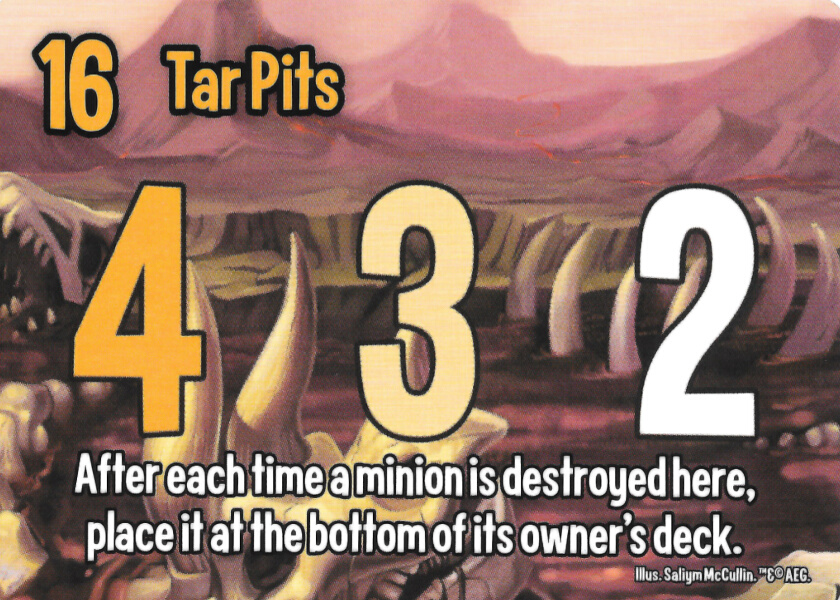 16 Tar Pits
4 3 2
After each time a minion is destroyed here,
place it at the bottom of its owner's deck.
Illus. Saliym McCullin. ™&©AEG.